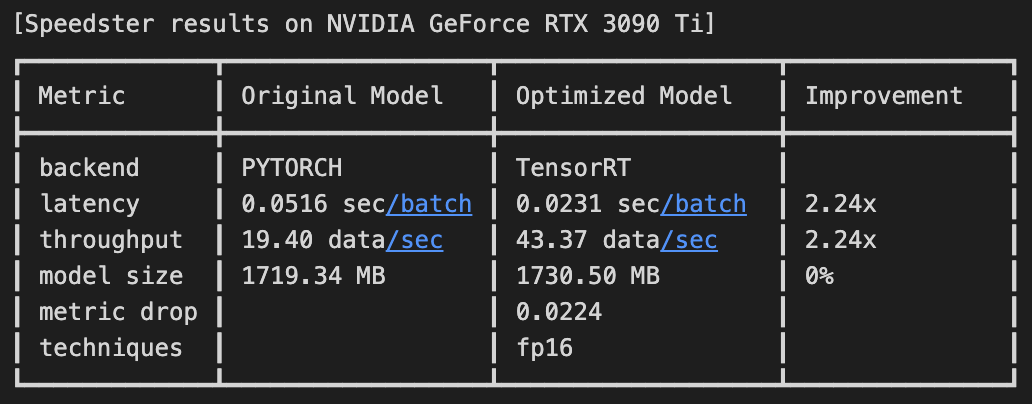 [Speedster results on NVIDIA GeForce RTX 3090 Ti]
Metric Original Model Optimized Model Improvement
backend PYTORCH TensorRT
latency 0.0516 sec/batch 0.0231 sec/batch 2.24x
throughput 19.40 data/sec 43.37 data/sec 2.24x
model size 1719.34 MB 1730.50 MB 0%
metric drop 0.0224
techniques fp16